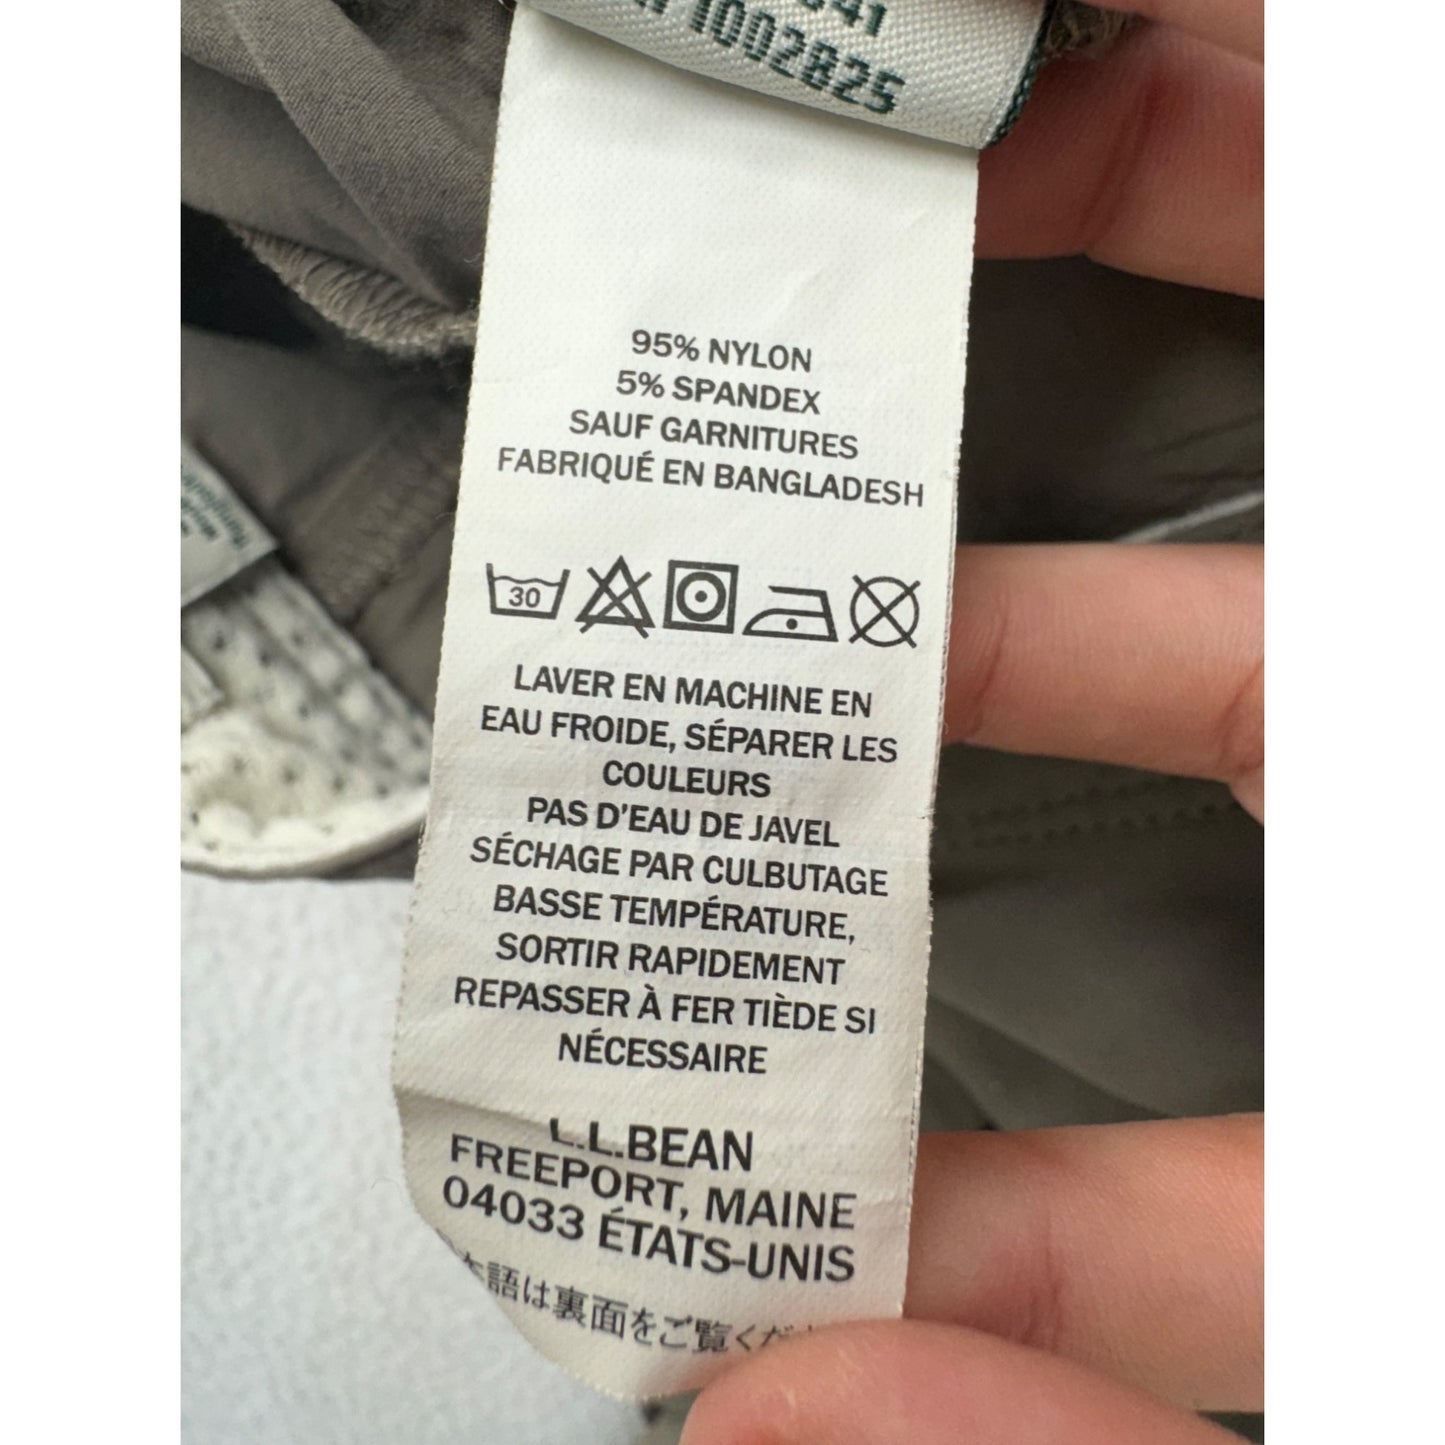 1002825
95% NYLON
5% SPANDEX
SAUF GARNITURES
FABRIQUÉ EN BANGLADESH
30
LAVER EN MACHINE EN
EAU FROIDE, SÉPARER LES
COULEURS
PAS D'EAU DE JAVEL
SÉCHAGE PAR CULBUTAGE
BASSE TEMPÉRATURE,
SORTIR RAPIDEMENT
REPASSER À FER TIÈDE SI
NÉCESSAIRE
L.L.BEAN
FREEPORT, MAINE
04033 ÉTATS-UNIS
語は裏面をご覧くだ